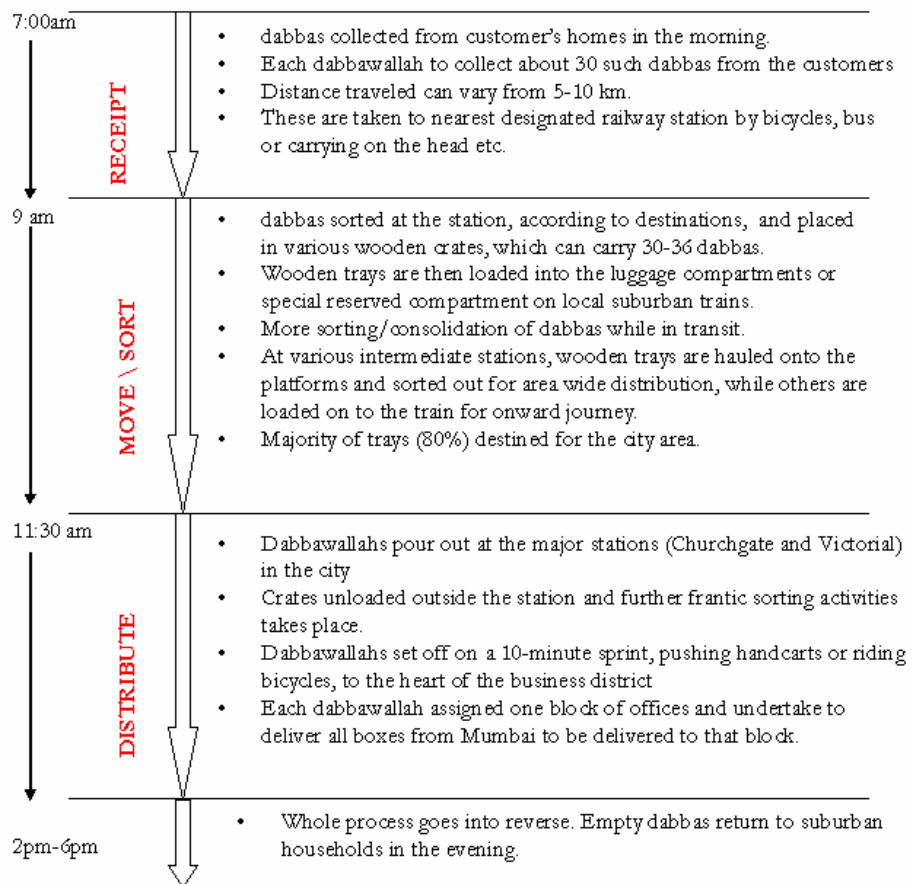 7:00am
RECEIPT
• dabbas collected from customer's homes in the morning.
• Each dabbawallah to collect about 30 such dabbas from the customers
• Distance traveled can vary from 5-10 km.
• These are taken to nearest designated railway station by bicycles, bus
or carrying on the head etc.
9 am
MOVE \ SORT
• dabbas sorted at the station, according to destinations, and placed
in various wooden crates, which can carry 30-36 dabbas.
• Wooden trays are then loaded into the luggage compartments or
special reserved compartment on local suburban trains.
• More sorting/consolidation of dabbas while in transit.
• At various intermediate stations, wooden trays are hauled onto the
platforms and sorted out for area wide distribution, while others are
loaded on to the train for onward journey.
• Majority of trays (80%) destined for the city area.
11:30 am
DISTRIBUTE
• Dabbawallahs pour out at the major stations (Churchgate and Victorial)
in the city
• Crates unloaded outside the station and further frantic sorting activities
takes place.
• Dabbawallahs set off on a 10-minute sprint, pushing handcarts or riding
bicycles, to the heart of the business district
• Each dabbawallah assigned one block of offices and undertake to
deliver all boxes from Mumbai to be delivered to that block.
2pm-6pm
• Whole process goes into reverse. Empty dabbas return to suburban
households in the evening.